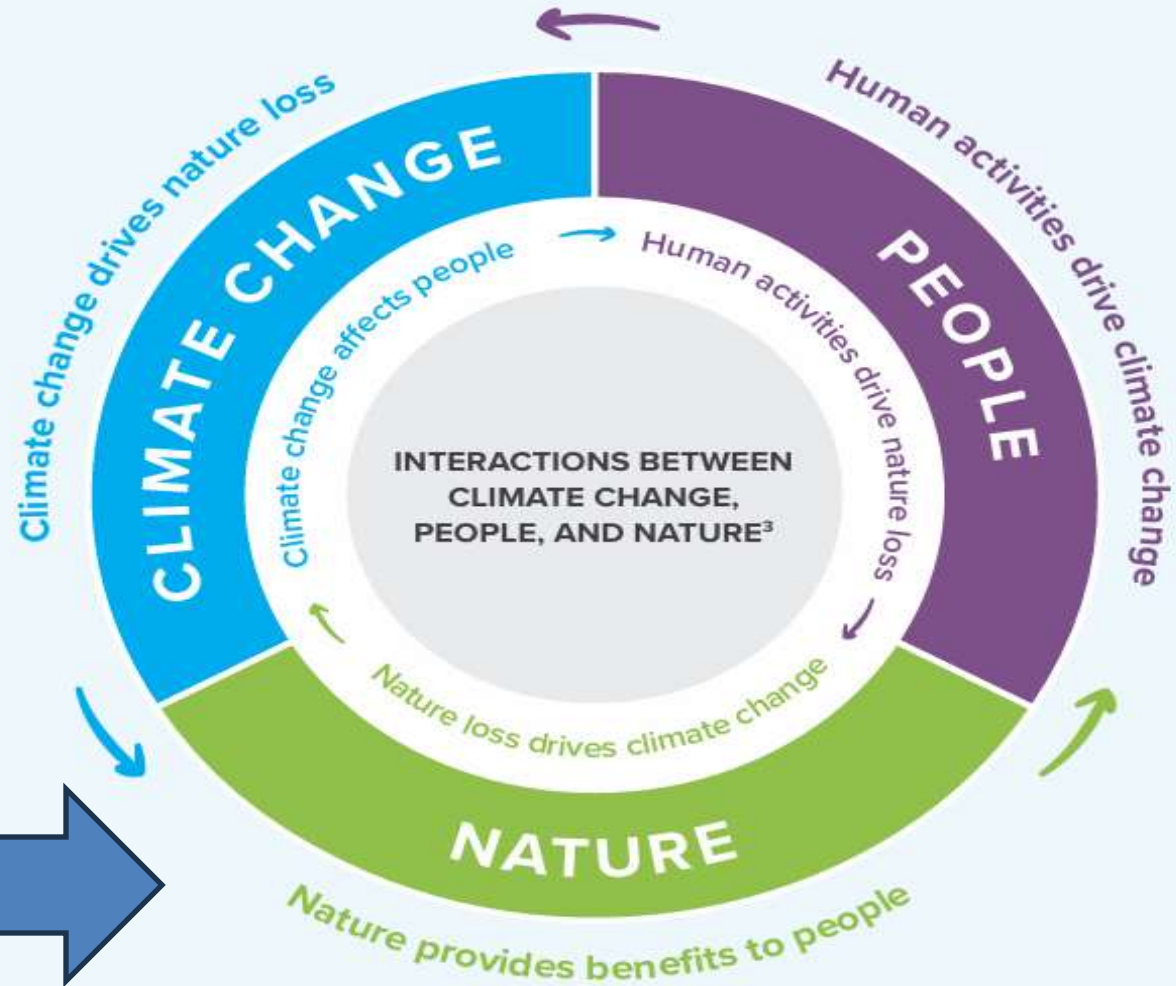 Climate change drives nature loss
Human activities drive climate change
CLIMATE CHANGE
PEOPLE
Climate change affects people
Human activities drive nature loss
INTERACTIONS BETWEEN
CLIMATE CHANGE,
PEOPLE, AND NATURE³
Nature loss drives climate change
NATURE
Nature provides benefits to people